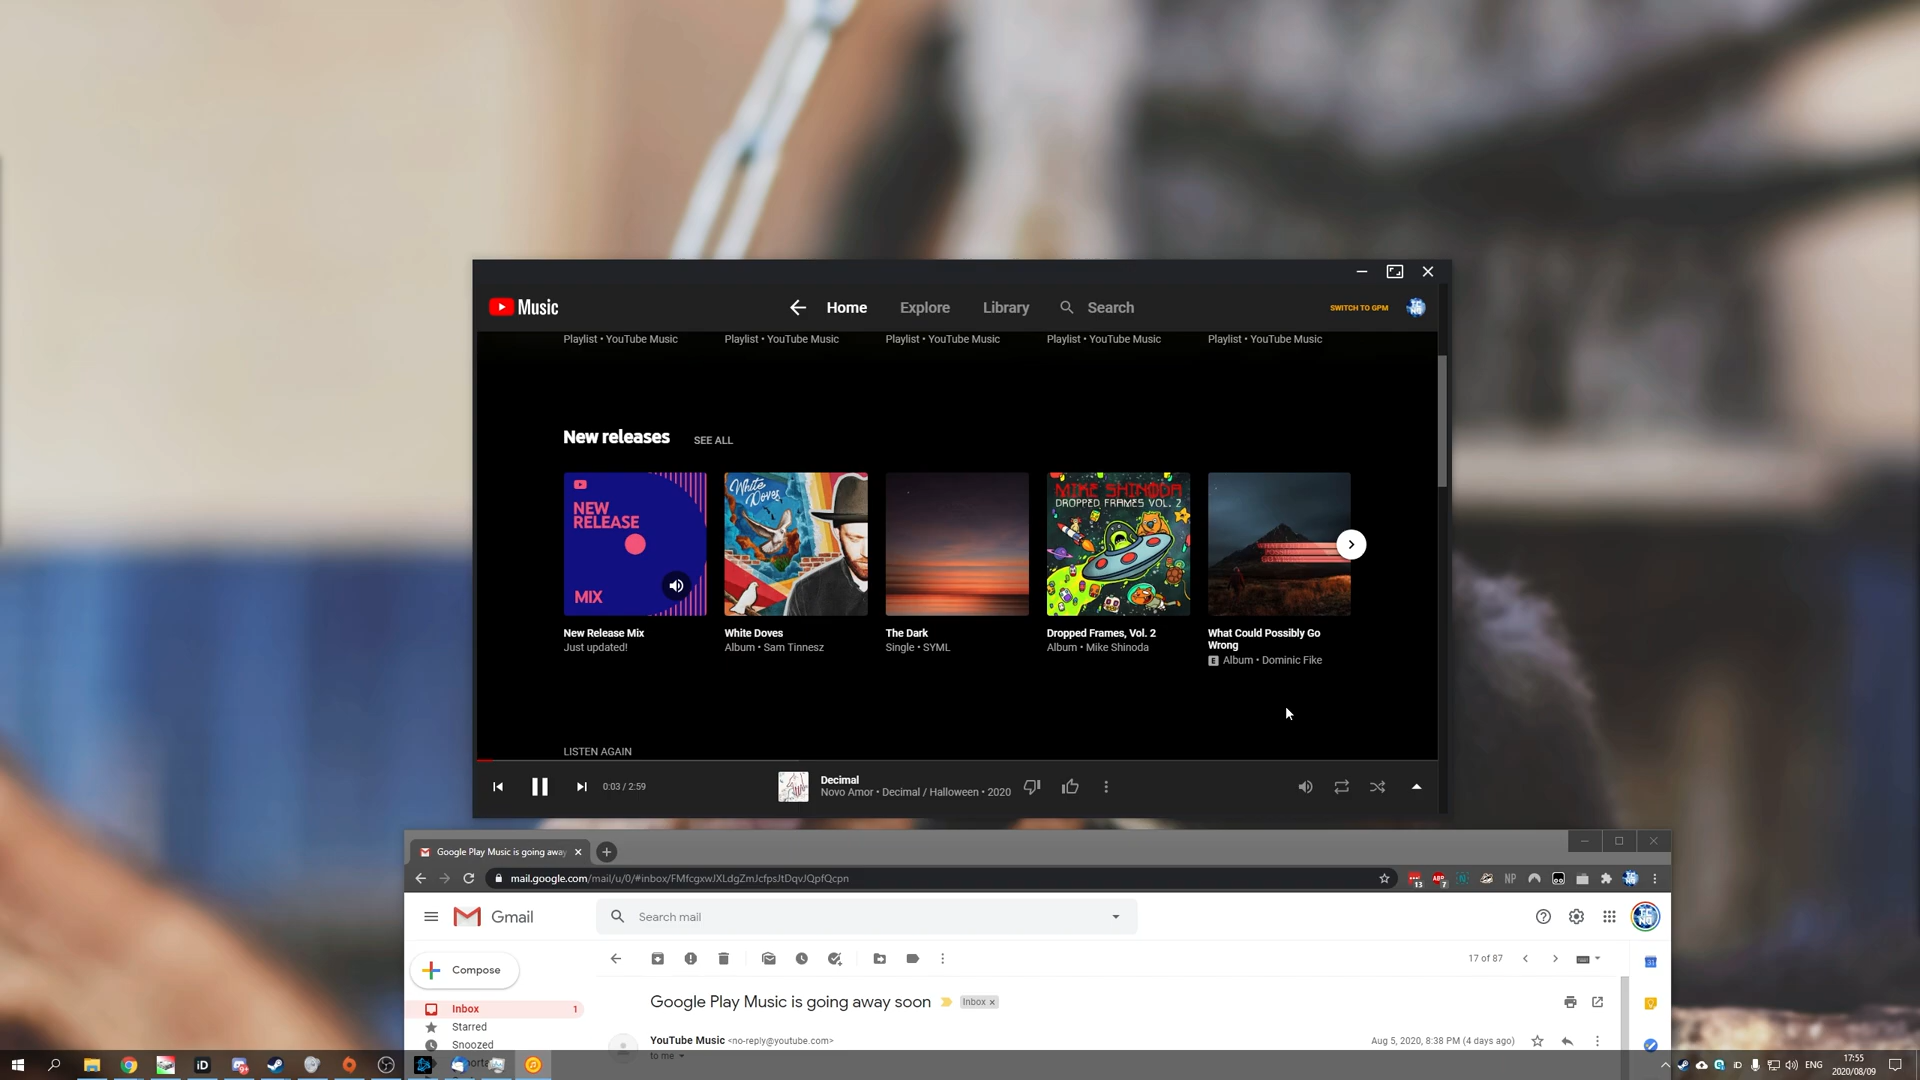 Music
Home
Explore
Library
Search
SWITCH TO GPM
Playlist • YouTube Music
Playlist • YouTube Music
Playlist • YouTube Music
Playlist • YouTube Music
Playlist • YouTube Music
New releases
SEE ALL
NEW
RELEASE
MIX
White
Doves
MIKE SHINODA
DROPPED FRAMES VOL. 2
New Release Mix
Just updated!
White Doves
Album • Sam Tinnesz
The Dark
Single • SYML
Dropped Frames, Vol. 2
Album • Mike Shinoda
What Could Possibly Go
Wrong
E Album • Dominic Fike
LISTEN AGAIN
0:03 / 2:59
Decimal
Novo Amor • Decimal / Halloween • 2020
Google Play Music is going away
mail.google.com/mail/u/0/#inbox/FMfcgxwJXLdgZmJcfpsJtDqvJQpfQcpn
13
ABP
7
NP
Gmail
Search mail
Compose
17 of 87
Inbox
1
Starred
Snoozed
Google Play Music is going away soon
Inbox x
YouTube Music <no-reply@youtube.com>
to me
Aug 5, 2020, 8:38 PM (4 days ago)
iD
iD
ENG
17:55
2020/08/09